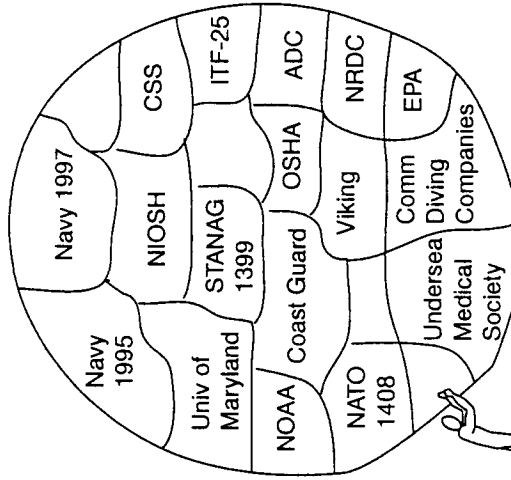 Navy 1997
Navy
1995
CSS
NIOSH
ITF-25
Univ of
Maryland
STANAG
1399
ADC
OSHA
Coast Guard
NOAA
NRDC
Viking
NATO
1408
EPA
Comm
Diving
Companies
Undersea
Medical
Society